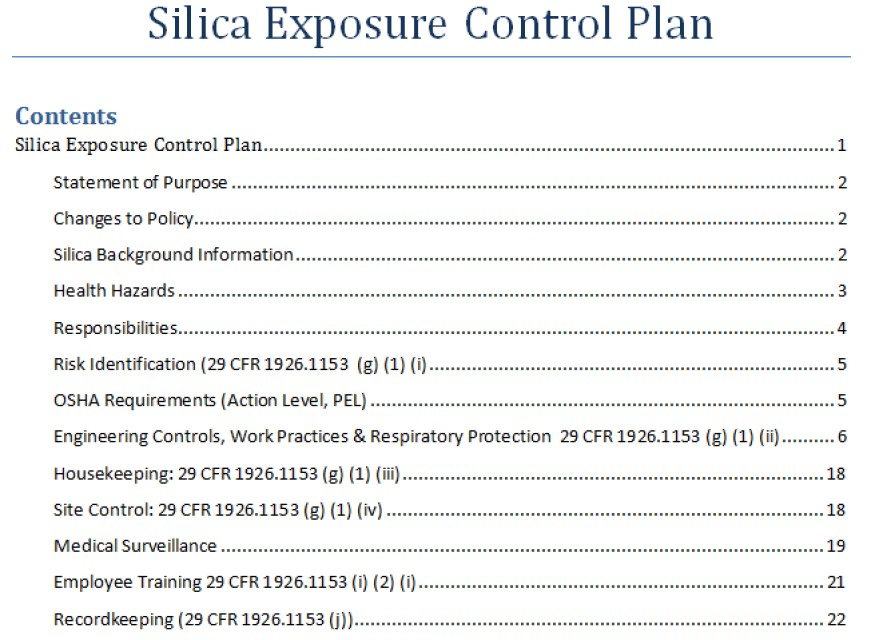 Silica Exposure Control Plan
Contents
Silica Exposure Control Plan........1
Statement of Purpose........2
Changes to Policy........2
Silica Background Information........2
Health Hazards........3
Responsibilities........4
Risk Identification (29 CFR 1926.1153 (g) (1) (i)........5
OSHA Requirements (Action Level, PEL)........5
Engineering Controls, Work Practices & Respiratory Protection 29 CFR 1926.1153 (g) (1) (ii)........6
Housekeeping: 29 CFR 1926.1153 (g) (1) (iii)........18
Site Control: 29 CFR 1926.1153 (g) (1) (iv)........18
Medical Surveillance........19
Employee Training 29 CFR 1926.1153 (i) (2) (i)........21
Recordkeeping (29 CFR 1926.1153 (j))........22